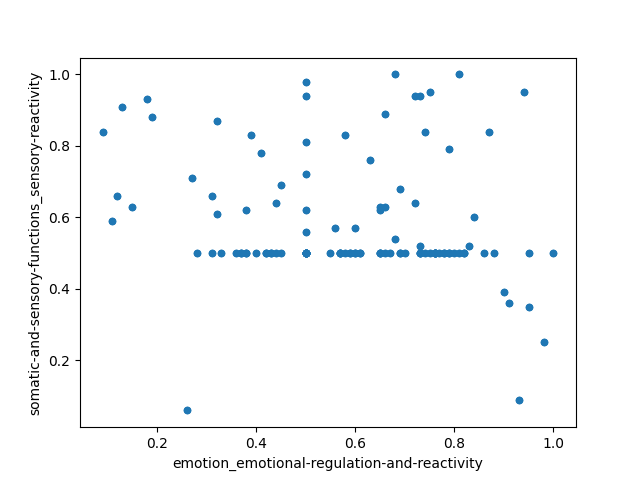 1.0
0.8
0.6
0.4
0.2
somatic-and-sensory-functions_sensory-reactivity
0.2 0.4 0.6 0.8 1.0
emotion_emotional-regulation-and-reactivity